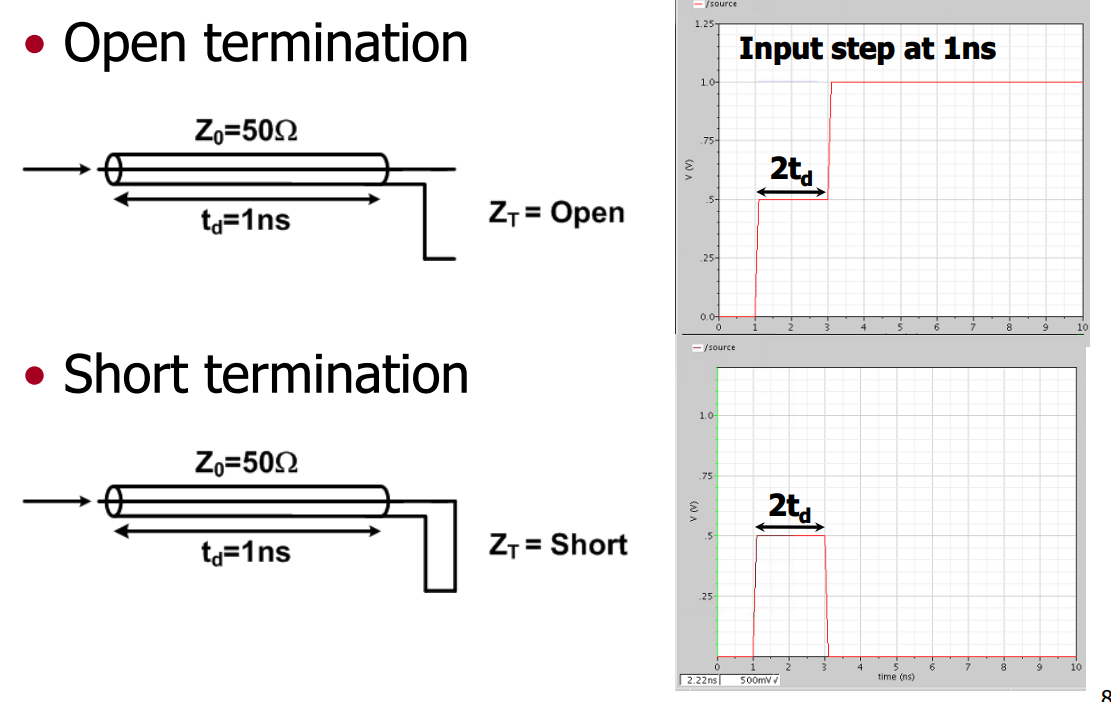 • Open termination
Z₀=50Ω
t_d=1ns
Z_T = Open
/source
Input step at 1ns
2t_d
V (V)
1.25
1.0
.75
.5
.25
0.0
0 1 2 3 4 5 6 7 8 9 10
• Short termination
Z₀=50Ω
t_d=1ns
Z_T = Short
/source
2t_d
V (V)
1.0
.75
.5
.25
0 1 2 3 4 5 6 7 8 9 10
time (ns)
2.22ns 500mV √
8